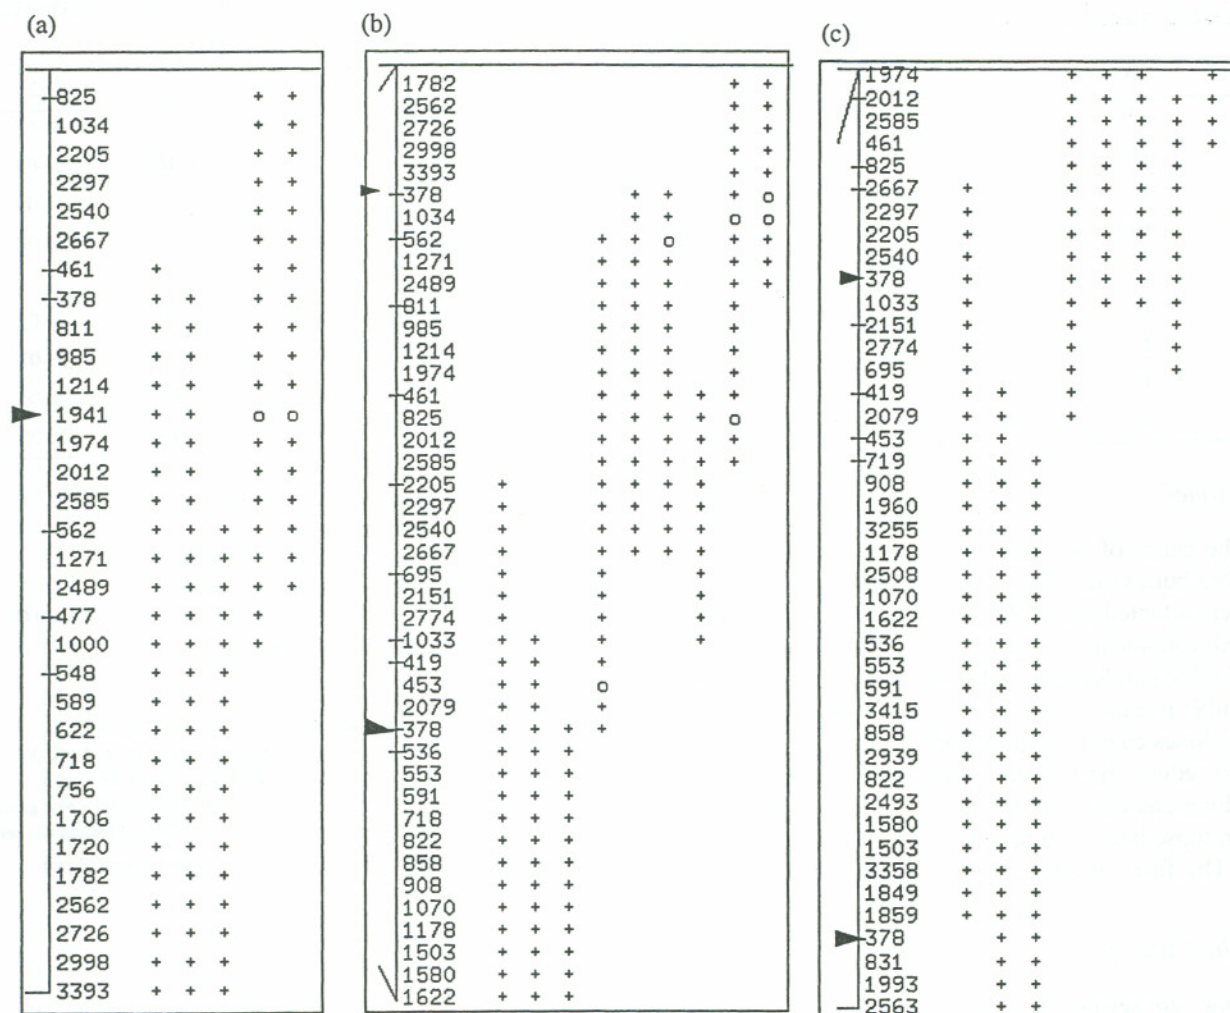 (a)
825 + +
1034 + +
2205 + +
2297 + +
2540 + +
2667 + +
461 + + +
378 + + + +
811 + + + +
985 + + + +
1214 + + + +
1941 + + o o
1974 + + + +
2012 + + + +
2585 + + + +
562 + + + + +
1271 + + + + +
2489 + + + + +
477 + + + +
1000 + + + +
548 + + +
589 + + +
622 + + +
718 + + +
756 + + +
1706 + + +
1720 + + +
1782 + + +
2562 + + +
2726 + + +
2998 + + +
3393 + + +
(b)
1782 + +
2562 + +
2726 + +
2998 + +
3393 + +
378 + + + o
1034 + + o o
562 + + o + +
1271 + + + + +
2489 + + + + +
811 + + + +
985 + + + +
1214 + + + +
1974 + + + +
461 + + + + +
825 + + + + o
2012 + + + + +
2585 + + + + +
2205 + + + + +
2297 + + + + +
2540 + + + + +
2667 + + + + +
695 + + +
2151 + + +
2774 + + +
1033 + + + +
419 + + +
453 + + o
2079 + + +
378 + + + +
536 + + +
553 + + +
591 + + +
718 + + +
822 + + +
858 + + +
908 + + +
1070 + + +
1178 + + +
1503 + + +
1580 + + +
1622 + + +
(c)
1974 + + + +
2012 + + + + +
2585 + + + + +
461 + + + + +
825 + + + +
2667 + + + + +
2297 + + + + +
2205 + + + + +
2540 + + + + +
378 + + + + +
1033 + + + + +
2151 + + +
2774 + + +
695 + + +
419 + + +
2079 + + +
453 + +
719 + + +
908 + + +
1960 + + +
3255 + + +
1178 + + +
2508 + + +
1070 + + +
1622 + + +
536 + + +
553 + + +
591 + + +
3415 + + +
858 + + +
2939 + + +
822 + + +
2493 + + +
1580 + + +
1503 + + +
3358 + + +
1849 + + +
1859 + + +
378 + +
831 + +
1993 + +
2563 + +